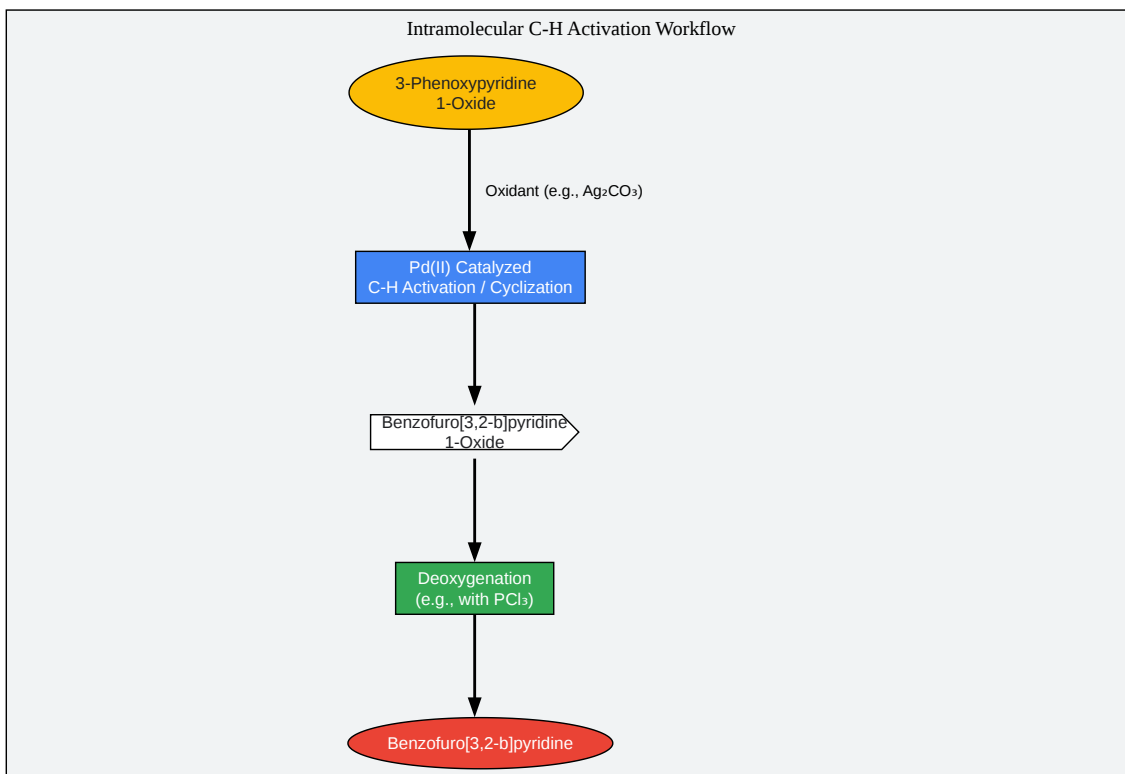 Intramolecular C-H Activation Workflow
3-Phenoxypyridine
1-Oxide
Oxidant (e.g., Ag₂CO₃)
Pd(II) Catalyzed
C-H Activation / Cyclization
Benzofuro[3,2-b]pyridine
1-Oxide
Deoxygenation
(e.g., with PCl₃)
Benzofuro[3,2-b]pyridine